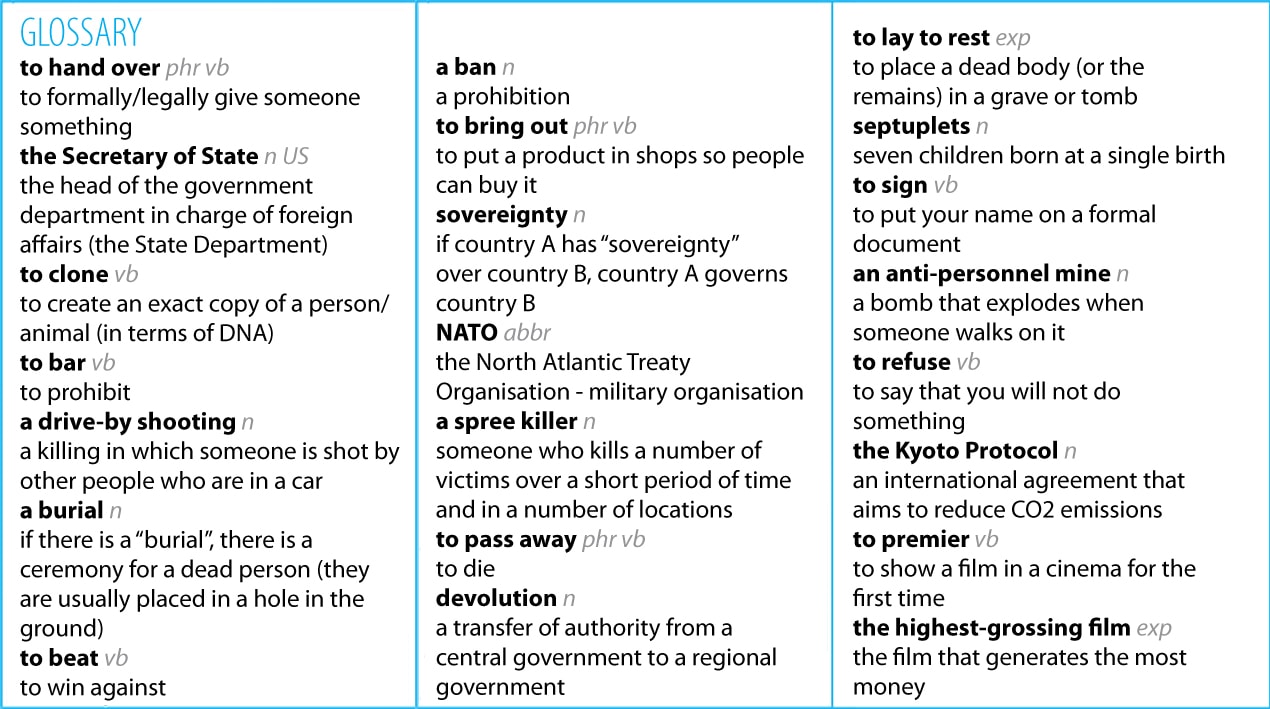 GLOSSARY
to hand over phr vb
to formally/legally give someone
something
the Secretary of State n US
the head of the government
department in charge of foreign
affairs (the State Department)
to clone vb
to create an exact copy of a person/
animal (in terms of DNA)
to bar vb
to prohibit
a drive-by shooting n
a killing in which someone is shot by
other people who are in a car
a burial n
if there is a “burial”, there is a
ceremony for a dead person (they
are usually placed in a hole in the
ground)
to beat vb
to win against
a ban n
a prohibition
to bring out phr vb
to put a product in shops so people
can buy it
sovereignty n
if country A has “sovereignty”
over country B, country A governs
country B
NATO abbr
the North Atlantic Treaty
Organisation - military organisation
a spree killer n
someone who kills a number of
victims over a short period of time
and in a number of locations
to pass away phr vb
to die
devolution n
a transfer of authority from a
central government to a regional
government
to lay to rest exp
to place a dead body (or the
remains) in a grave or tomb
septuplets n
seven children born at a single birth
to sign vb
to put your name on a formal
document
an anti-personnel mine n
a bomb that explodes when
someone walks on it
to refuse vb
to say that you will not do
something
the Kyoto Protocol n
an international agreement that
aims to reduce CO2 emissions
to premier vb
to show a film in a cinema for the
first time
the highest-grossing film exp
the film that generates the most
money